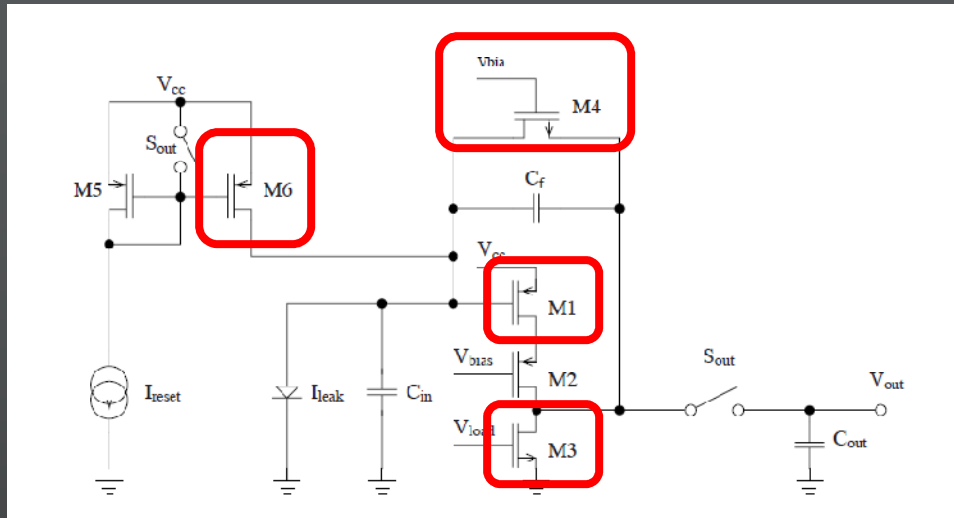 Vbia
M4
Vcc
Sout
M5
M6
Cf
Vcc
M1
Vbias
M2
Sout
Vout
Ireset
Ileak
Cin
Vload
M3
Cout